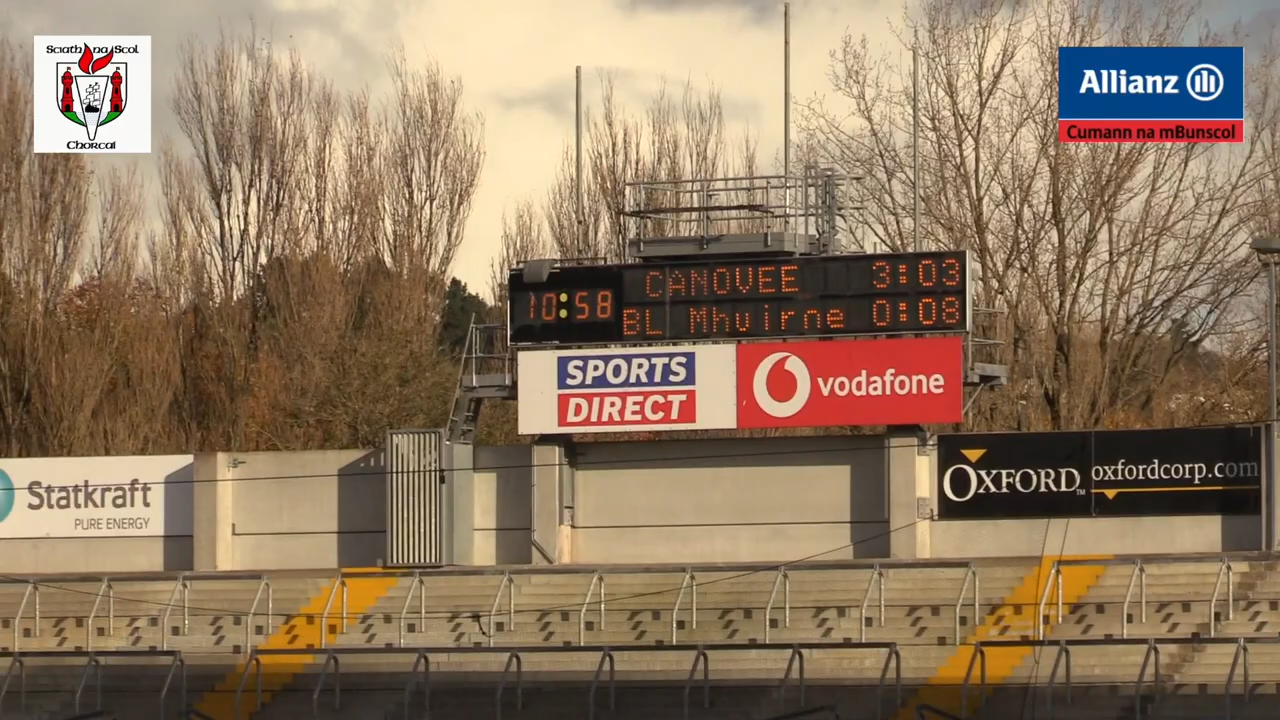 Sciath na Scol
Chorcaí
Allianz
Cumann na mBunscol
10:58
CANOVEE 3:03
BL Mhuirne 0:08
SPORTS
DIRECT
vodafone
Statkraft
PURE ENERGY
OXFORD™
oxfordcorp.com